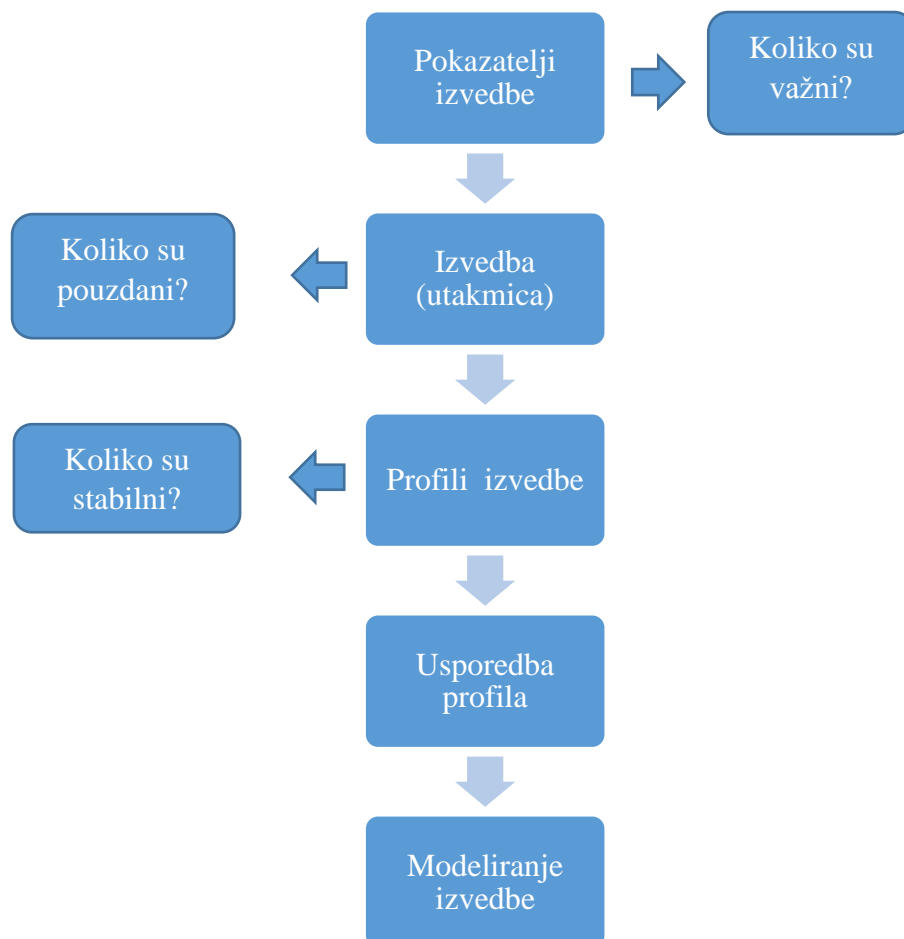 Pokazatelji
izvedbe
Koliko su
važni?
Koliko su
pouzdani?
Izvedba
(utakmica)
Koliko su
stabilni?
Profili izvedbe
Usporedba
profila
Modeliranje
izvedbe